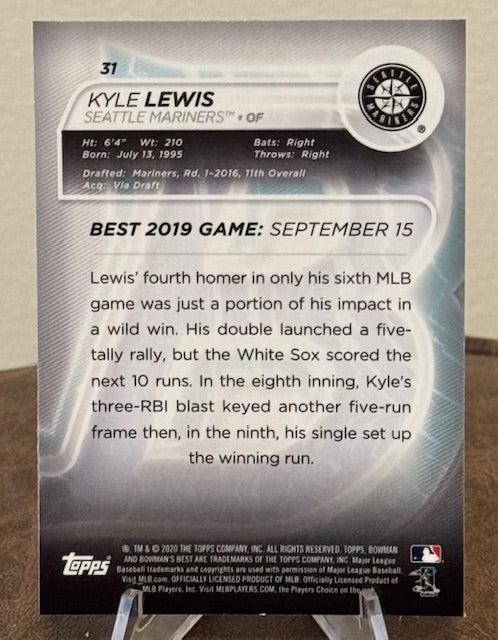 31
KYLE LEWIS
SEATTLE MARINERS™ • OF
SEATTLE MARINERS
®
Ht: 6'4" Wt: 210 Bats: Right
Born: July 13, 1995 Throws: Right
Drafted: Mariners, Rd. 1-2016, 11th Overall
Acq: Via Draft
BEST 2019 GAME: SEPTEMBER 15
Lewis' fourth homer in only his sixth MLB
game was just a portion of his impact in
a wild win. His double launched a five-
tally rally, but the White Sox scored the
next 10 runs. In the eighth inning, Kyle's
three-RBI blast keyed another five-run
frame then, in the ninth, his single set up
the winning run.
®, TM & © 2020 THE TOPPS COMPANY, INC. ALL RIGHTS RESERVED. TOPPS, BOWMAN
AND BOWMAN'S BEST ARE TRADEMARKS OF THE TOPPS COMPANY, INC. Major League
Baseball trademarks and copyrights are used with permission of Major League Baseball.
Visit MLB.com. OFFICIALLY LICENSED PRODUCT OF MLB Officially Licensed Product of
MLB Players, Inc. Visit MLBPLAYERS.COM, the Players Choice on the
Topps